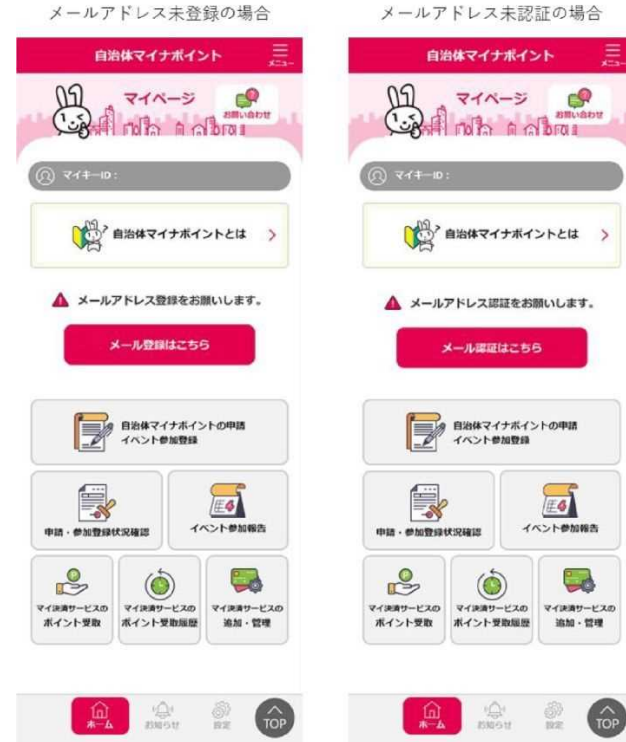 メールアドレス未登録の場合
自治体マイナポイント
メニュー
マイページ
?
お問い合わせ
マイキーID：
?
自治体マイナポイントとは
メールアドレス登録をお願いします。
メール登録はこちら
自治体マイナポイントの申請
イベント参加登録
申請・参加登録状況確認
4
イベント参加報告
P
マイ決済サービスの
ポイント受取
マイ決済サービスの
ポイント受取履歴
マイ決済サービスの
追加・管理
ホーム
お知らせ
設定
TOP
メールアドレス未認証の場合
自治体マイナポイント
メニュー
マイページ
?
お問い合わせ
マイキーID：
?
自治体マイナポイントとは
メールアドレス認証をお願いします。
メール認証はこちら
自治体マイナポイントの申請
イベント参加登録
申請・参加登録状況確認
4
イベント参加報告
P
マイ決済サービスの
ポイント受取
マイ決済サービスの
ポイント受取履歴
マイ決済サービスの
追加・管理
ホーム
お知らせ
設定
TOP